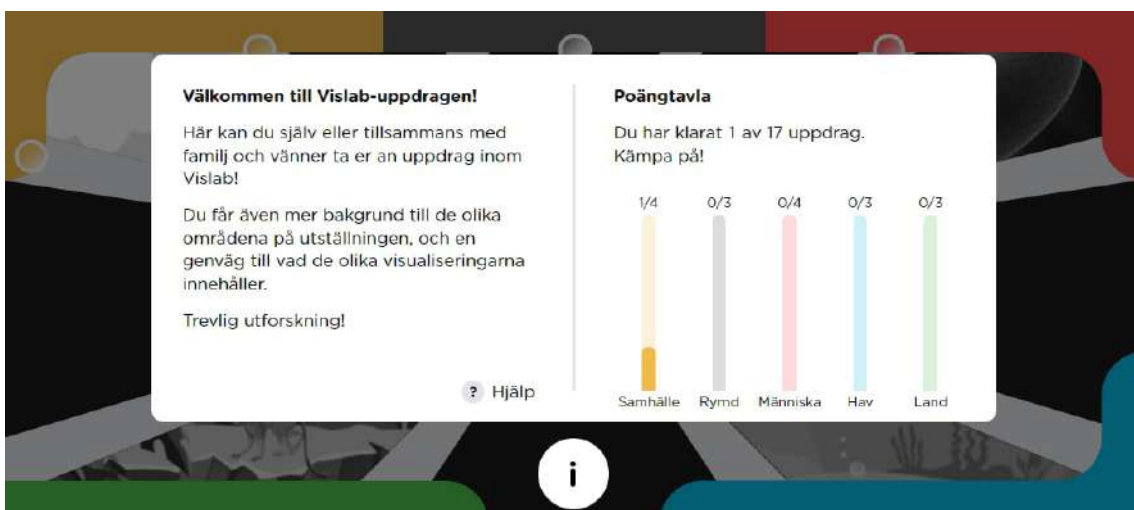 Välkommen till Vislab-uppdragen!
Här kan du själv eller tillsammans med
familj och vänner ta er an uppdrag inom
Vislab!
Du får även mer bakgrund till de olika
områdena på utställningen, och en
genväg till vad de olika visualiseringarna
innehåller.
Trevlig utforskning!
? Hjälp
Poängtavla
Du har klarat 1 av 17 uppdrag.
Kämpa på!
1/4 0/3 0/4 0/3 0/3
Samhälle Rymd Människa Hav Land
i